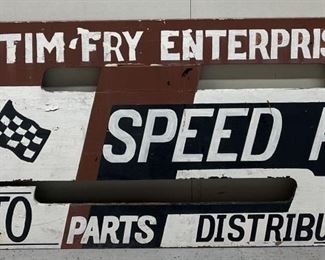 TIM-FRY ENTERPRIS
SPEED
TO PARTS DISTRIBU